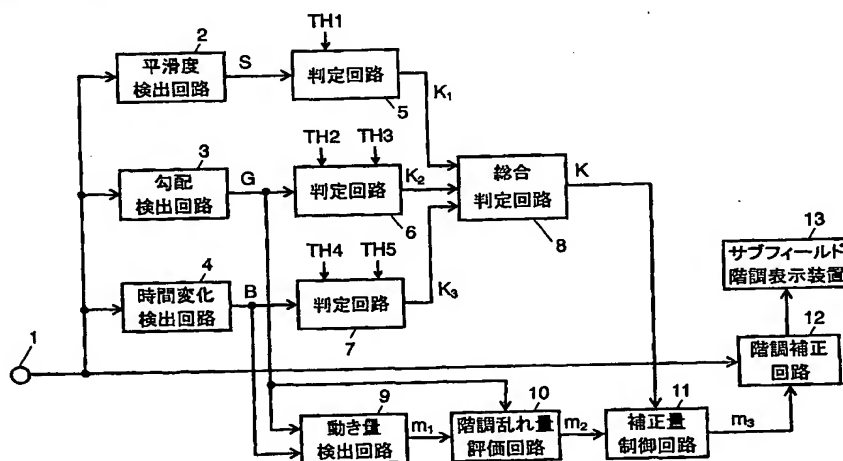 TH1
2
平滑度
検出回路
S
判定回路
5
K₁
TH2 TH3
3
勾配
検出回路
G
判定回路
6
K₂
総合
判定回路
8
K
TH4 TH5
4
時間変化
検出回路
B
判定回路
7
K₃
13
サブフィールド
階調表示装置
1
12
階調補正
回路
9
動き量
検出回路
m₁
10
階調乱れ量
評価回路
m₂
11
補正量
制御回路
m₃